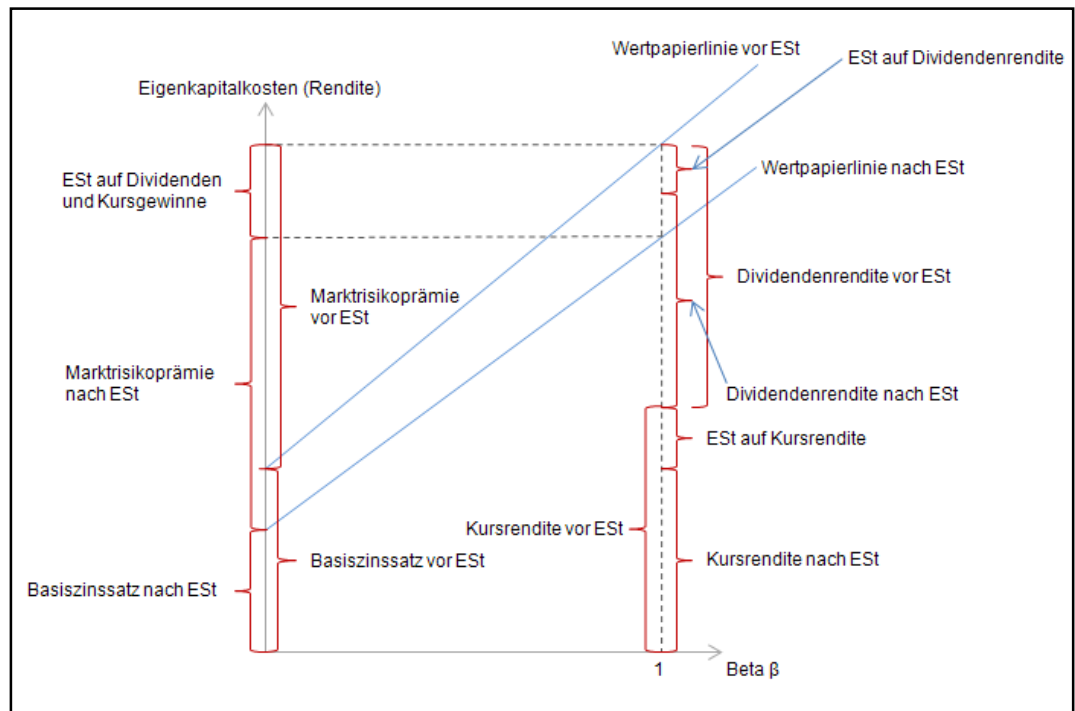 Wertpapierlinie vor ESt
ESt auf Dividendenrendite
Eigenkapitalkosten (Rendite)
Wertpapierlinie nach ESt
ESt auf Dividenden
und Kursgewinne
Dividendenrendite vor ESt
Marktrisikoprämie
vor ESt
Marktrisikoprämie
nach ESt
Dividendenrendite nach ESt
ESt auf Kursrendite
Kursrendite vor ESt
Basiszinssatz vor ESt
Kursrendite nach ESt
Basiszinssatz nach ESt
1
Beta β